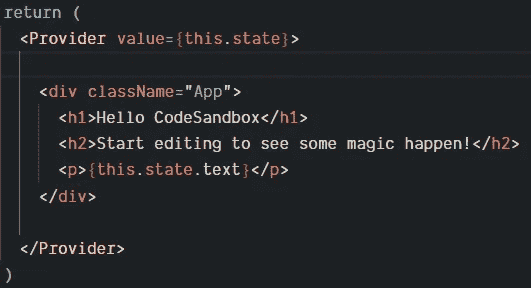 return (
<Provider value={this.state}>
<div className="App">
<h1>Hello CodeSandbox</h1>
<h2>Start editing to see some magic happen!</h2>
<p>{this.state.text}</p>
</div>
</Provider>
)